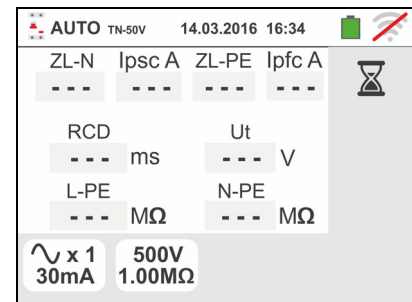 AUTO TN-50V 14.03.2016 16:34
ZL-N Ipsc A ZL-PE Ipfc A
- - - - - - - - - - - -
RCD Ut
- - - ms - - - V
L-PE N-PE
- - - MΩ - - - MΩ
x 1 500V
30mA 1.00MΩ